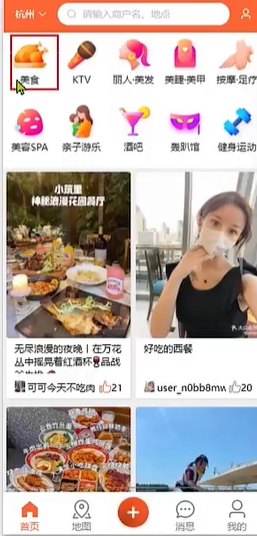 杭州
请输入商户名、地点
美食
KTV
丽人·美发
美睫·美甲
按摩·足疗
美容SPA
亲子游乐
酒吧
轰趴馆
健身运动
小筑里
神秘浪漫花园餐厅
无尽浪漫的夜晚丨在万花
丛中摇晃着红酒杯🍷品战
好吃的西餐
可可今天不吃肉
21
user_n0bb8mw
20
首页
地图
消息
我的